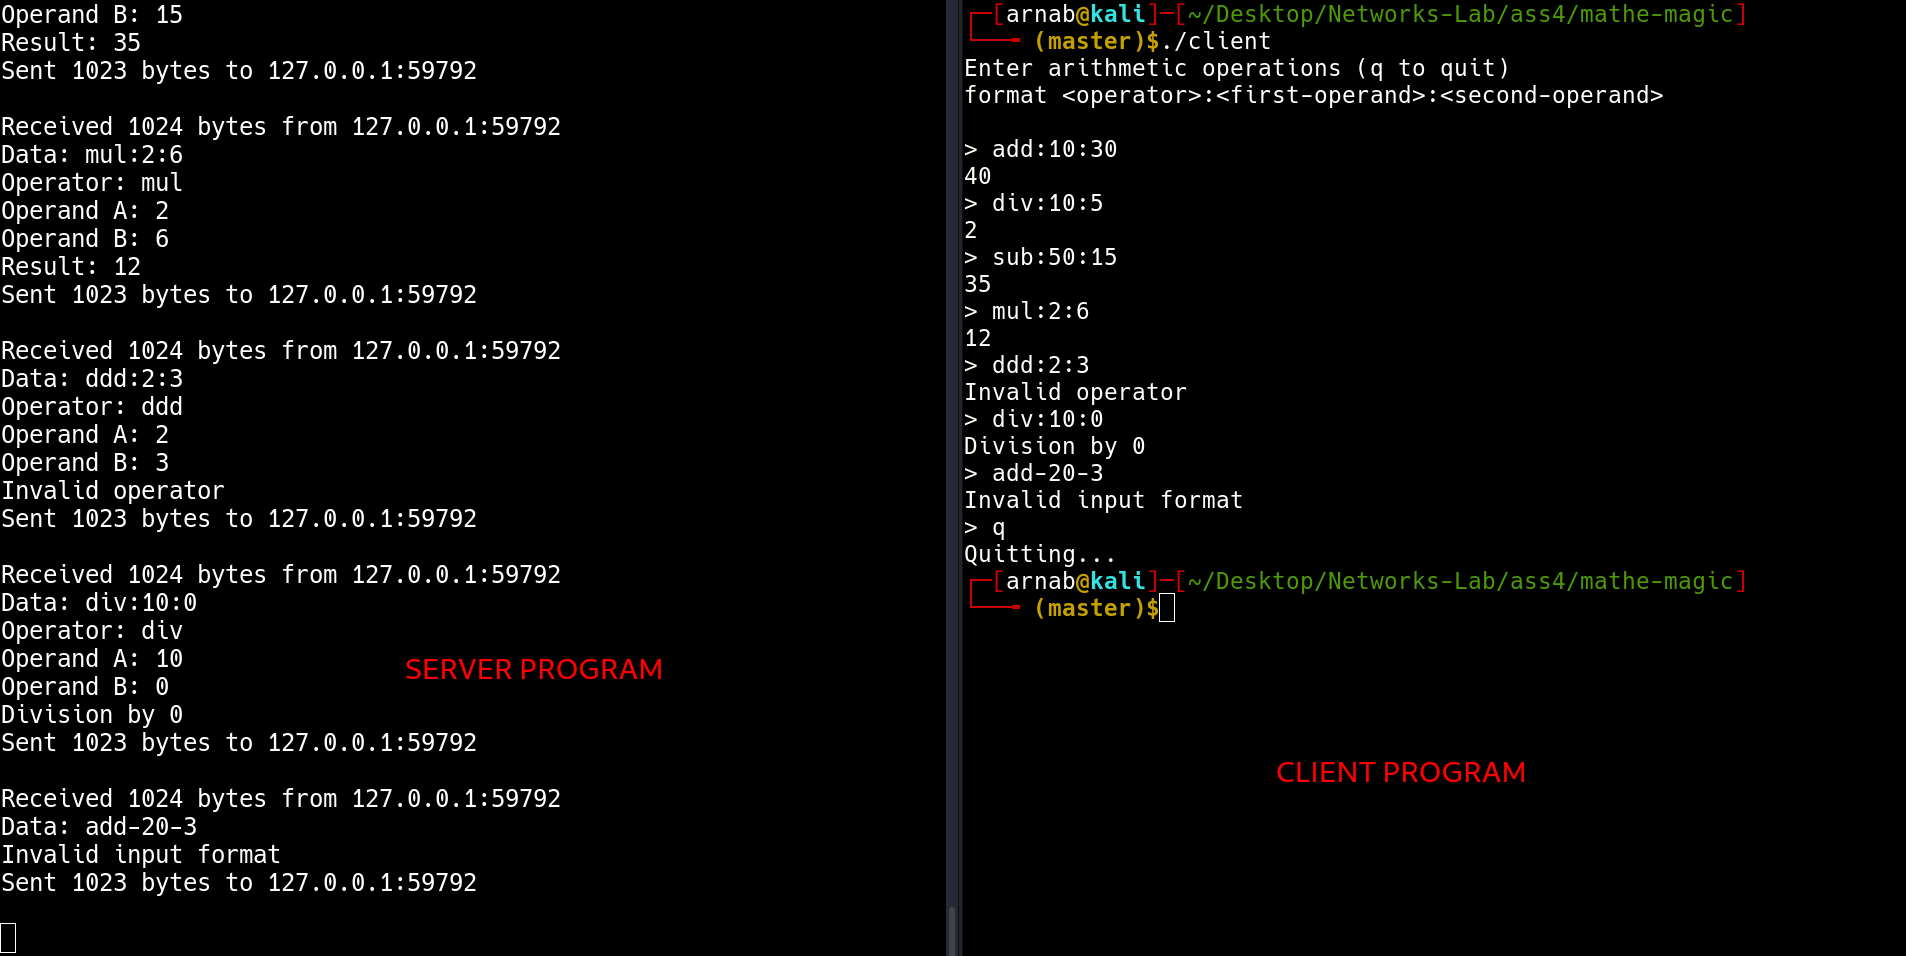 Operand B: 15
Result: 35
Sent 1023 bytes to 127.0.0.1:59792

Received 1024 bytes from 127.0.0.1:59792
Data: mul:2:6
Operator: mul
Operand A: 2
Operand B: 6
Result: 12
Sent 1023 bytes to 127.0.0.1:59792

Received 1024 bytes from 127.0.0.1:59792
Data: ddd:2:3
Operator: ddd
Operand A: 2
Operand B: 3
Invalid operator
Sent 1023 bytes to 127.0.0.1:59792

Received 1024 bytes from 127.0.0.1:59792
Data: div:10:0
Operator: div
Operand A: 10
Operand B: 0
Division by 0
Sent 1023 bytes to 127.0.0.1:59792

Received 1024 bytes from 127.0.0.1:59792
Data: add-20-3
Invalid input format
Sent 1023 bytes to 127.0.0.1:59792

SERVER PROGRAM

┌─[arnab@kali]─[~/Desktop/Networks-Lab/ass4/mathe-magic]
└──╼ (master)$./client
Enter arithmetic operations (q to quit)
format <operator>:<first-operand>:<second-operand>

> add:10:30
40
> div:10:5
2
> sub:50:15
35
> mul:2:6
12
> ddd:2:3
Invalid operator
> div:10:0
Division by 0
> add-20-3
Invalid input format
> q
Quitting...
┌─[arnab@kali]─[~/Desktop/Networks-Lab/ass4/mathe-magic]
└──╼ (master)$

CLIENT PROGRAM